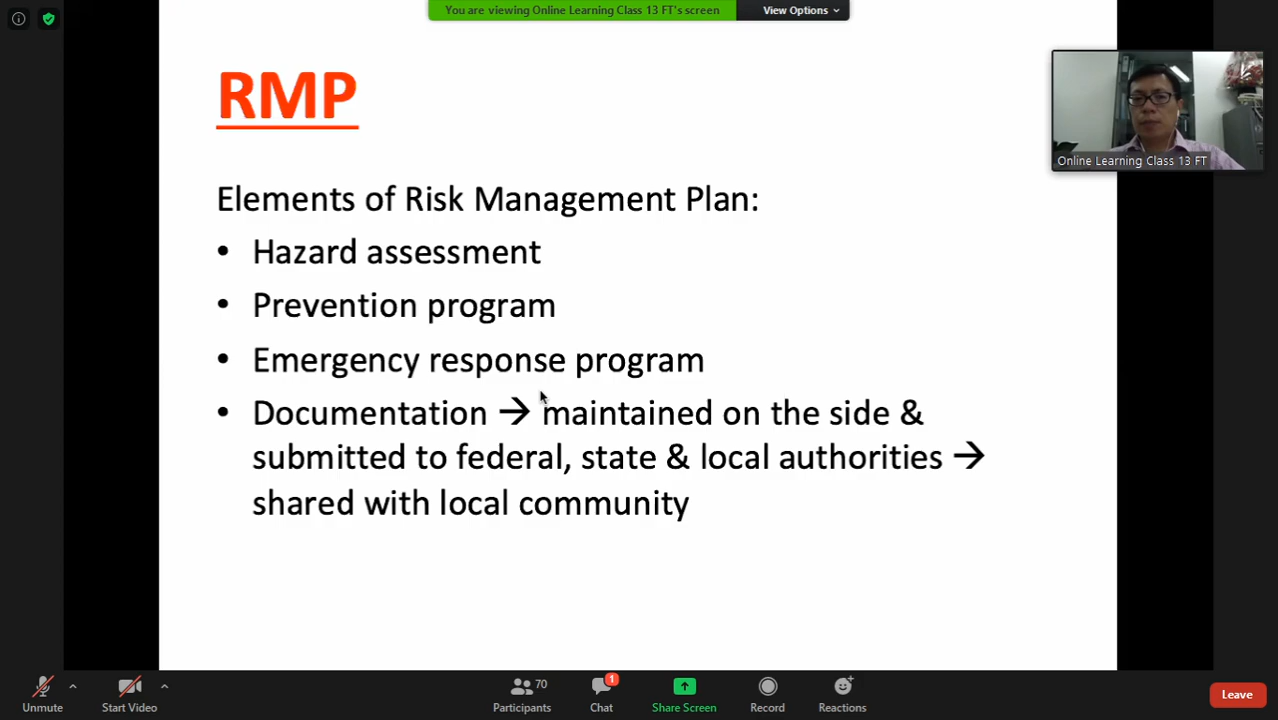 You are viewing Online Learning Class 13 FT's screen
View Options
RMP
Elements of Risk Management Plan:
• Hazard assessment
• Prevention program
• Emergency response program
• Documentation → maintained on the side &
submitted to federal, state & local authorities →
shared with local community
Online Learning Class 13 FT
Unmute
Start Video
70
Participants
1
Chat
Share Screen
Record
Reactions
Leave